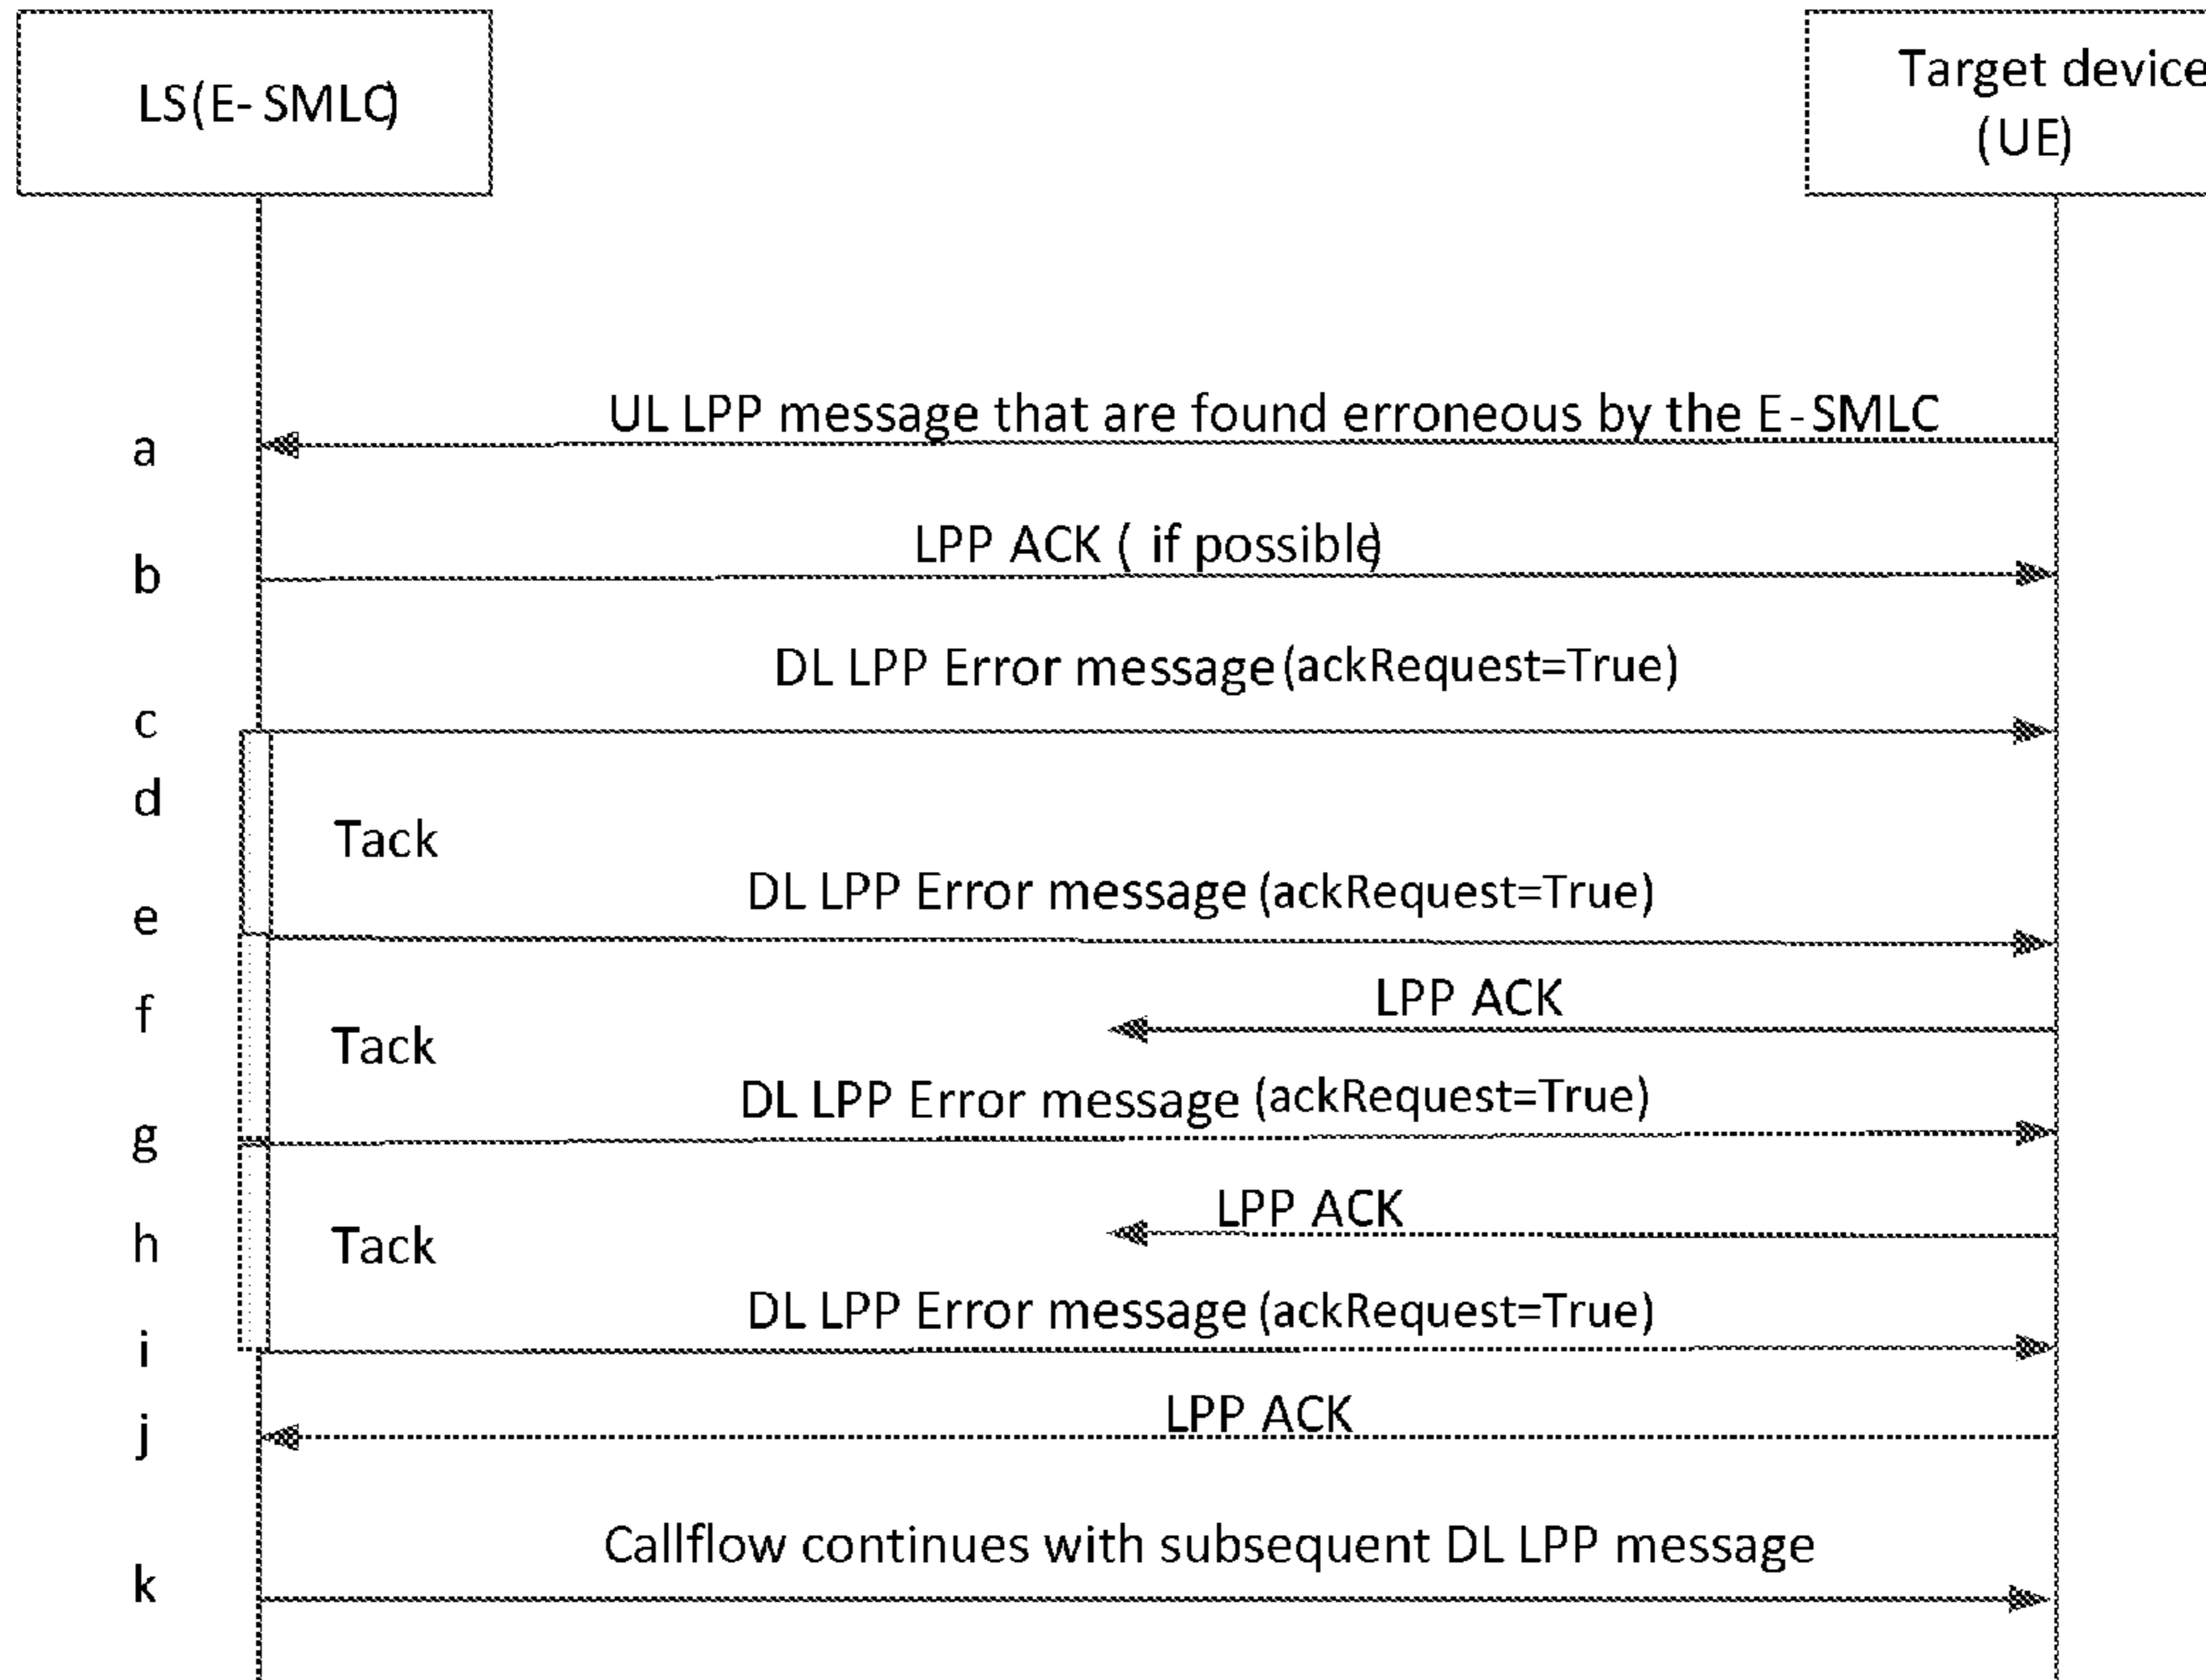 LS(E- SMLC)
Target device
(UE)
UL LPP message that are found erroneous by the E-SMLC
a
LPP ACK ( if possible)
b
DL LPP Error message(ackRequest=True)
c
d
Tack
DL LPP Error message (ackRequest=True)
e
LPP ACK
f
Tack
DL LPP Error message (ackRequest=True)
g
LPP ACK
h
Tack
DL LPP Error message (ackRequest=True)
i
LPP ACK
j
Callflow continues with subsequent DL LPP message
k